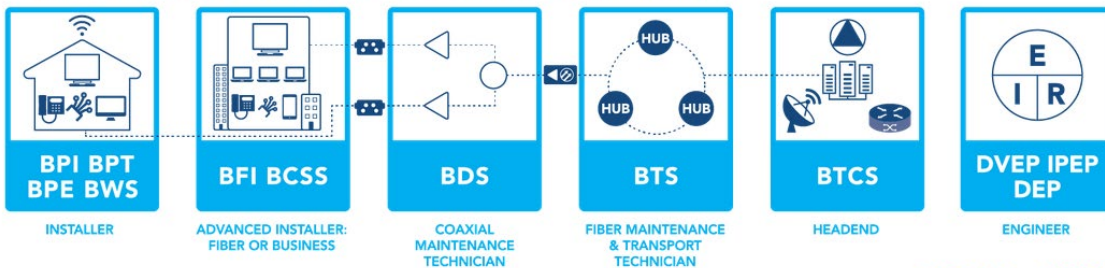 BPI BPT
BPE BWS
INSTALLER
BFI BCSS
ADVANCED INSTALLER:
FIBER OR BUSINESS
BDS
COAXIAL
MAINTENANCE
TECHNICIAN
HUB
HUB
HUB
BTS
FIBER MAINTENANCE
& TRANSPORT
TECHNICIAN
BTCS
HEADEND
E
I R
DVEP IPEP
DEP
ENGINEER